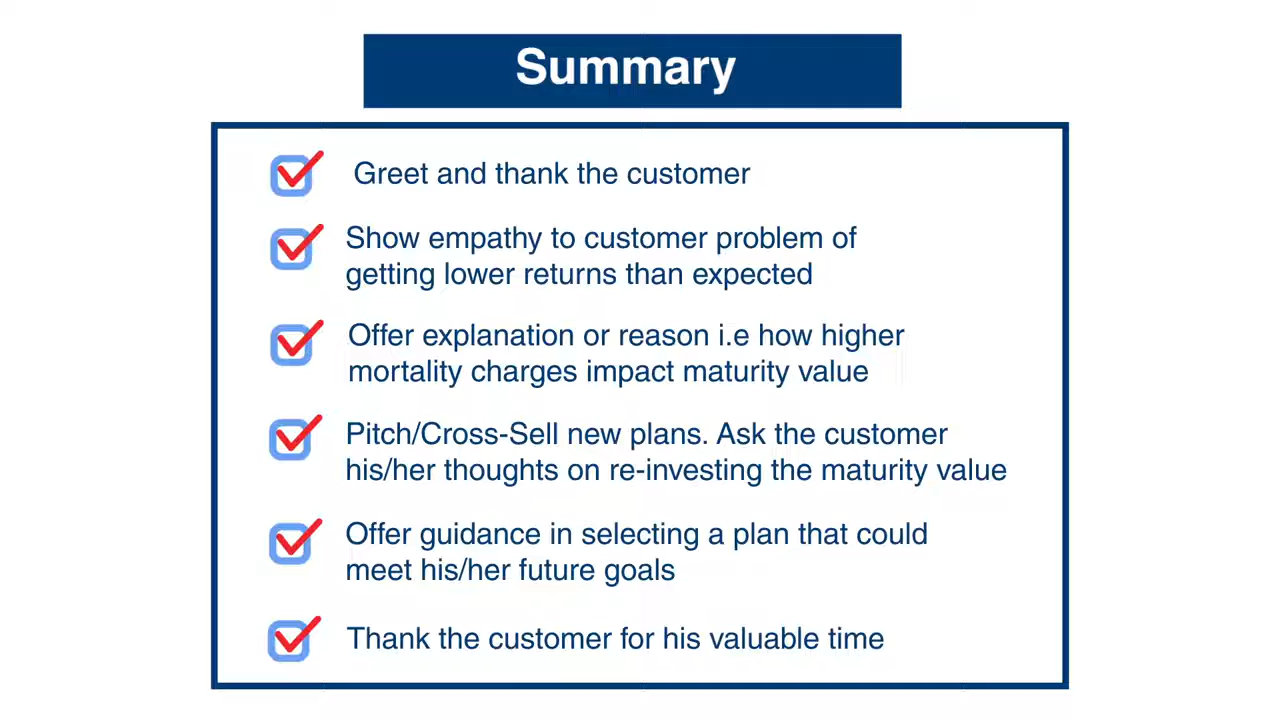 Summary
Greet and thank the customer
Show empathy to customer problem of
getting lower returns than expected
Offer explanation or reason i.e how higher
mortality charges impact maturity value
Pitch/Cross-Sell new plans. Ask the customer
his/her thoughts on re-investing the maturity value
Offer guidance in selecting a plan that could
meet his/her future goals
Thank the customer for his valuable time